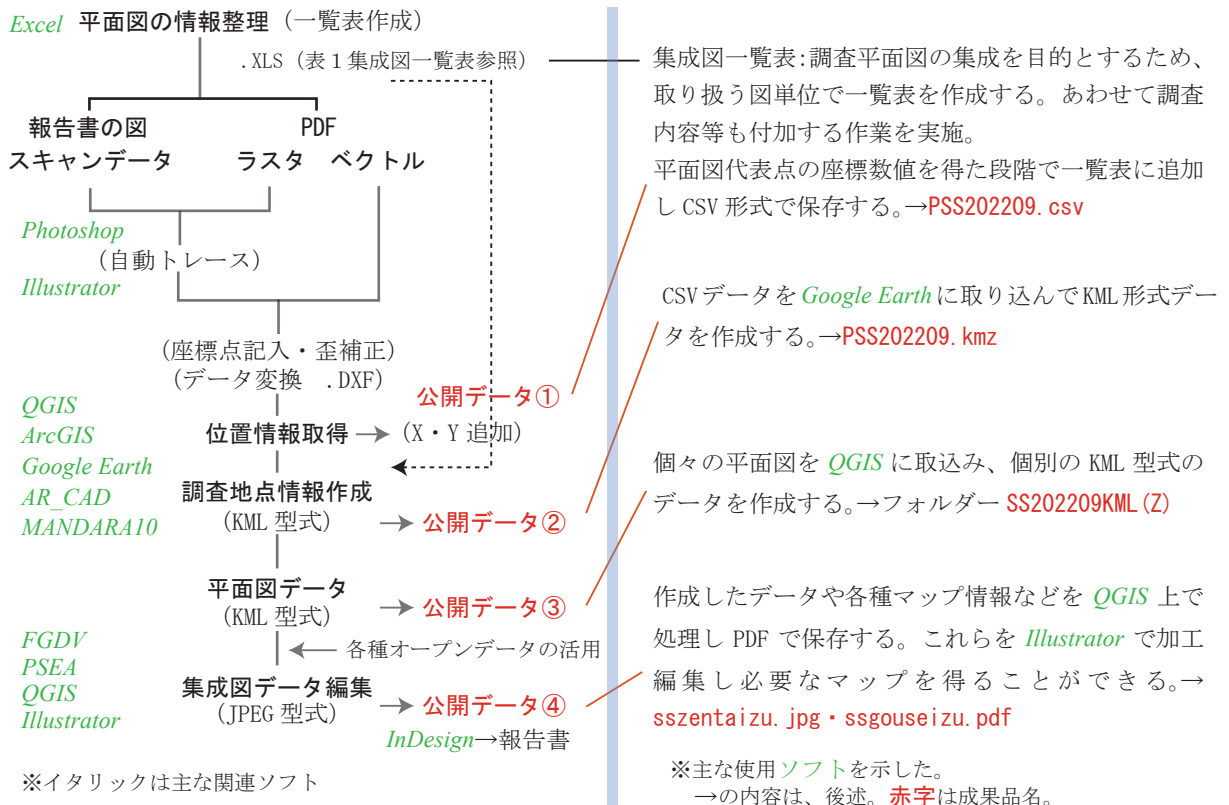 Excel 平面図の情報整理（一覧表作成）
.XLS（表１集成図一覧表参照）
報告書の図 PDF
スキャンデータ ラスタ ベクトル
Photoshop
（自動トレース）
Illustrator
（座標点記入・歪補正）
（データ変換 .DXF）
公開データ①
QGIS
ArcGIS
位置情報取得 → （X・Y 追加）
Google Earth
AR_CAD
調査地点情報作成
MANDARA10
（KML 型式） → 公開データ②
平面図データ
（KML 型式） → 公開データ③
FGDV
← 各種オープンデータの活用
PSEA
QGIS
集成図データ編集
Illustrator
（JPEG 型式） → 公開データ④
InDesign→報告書
※イタリックは主な関連ソフト
集成図一覧表:調査平面図の集成を目的とするため、
取り扱う図単位で一覧表を作成する。あわせて調査
内容等も付加する作業を実施。
平面図代表点の座標数値を得た段階で一覧表に追加
し CSV 形式で保存する。→PSS202209.csv
CSVデータをGoogle Earthに取り込んでKML形式デー
タを作成する。→PSS202209.kmz
個々の平面図を QGIS に取込み、個別の KML 型式の
データを作成する。→フォルダー SS202209KML(Z)
作成したデータや各種マップ情報などを QGIS 上で
処理し PDF で保存する。これらを Illustrator で加工
編集し必要なマップを得ることができる。→
sszentaizu.jpg・ssgouseizu.pdf
※主な使用ソフトを示した。
→の内容は、後述。赤字は成果品名。